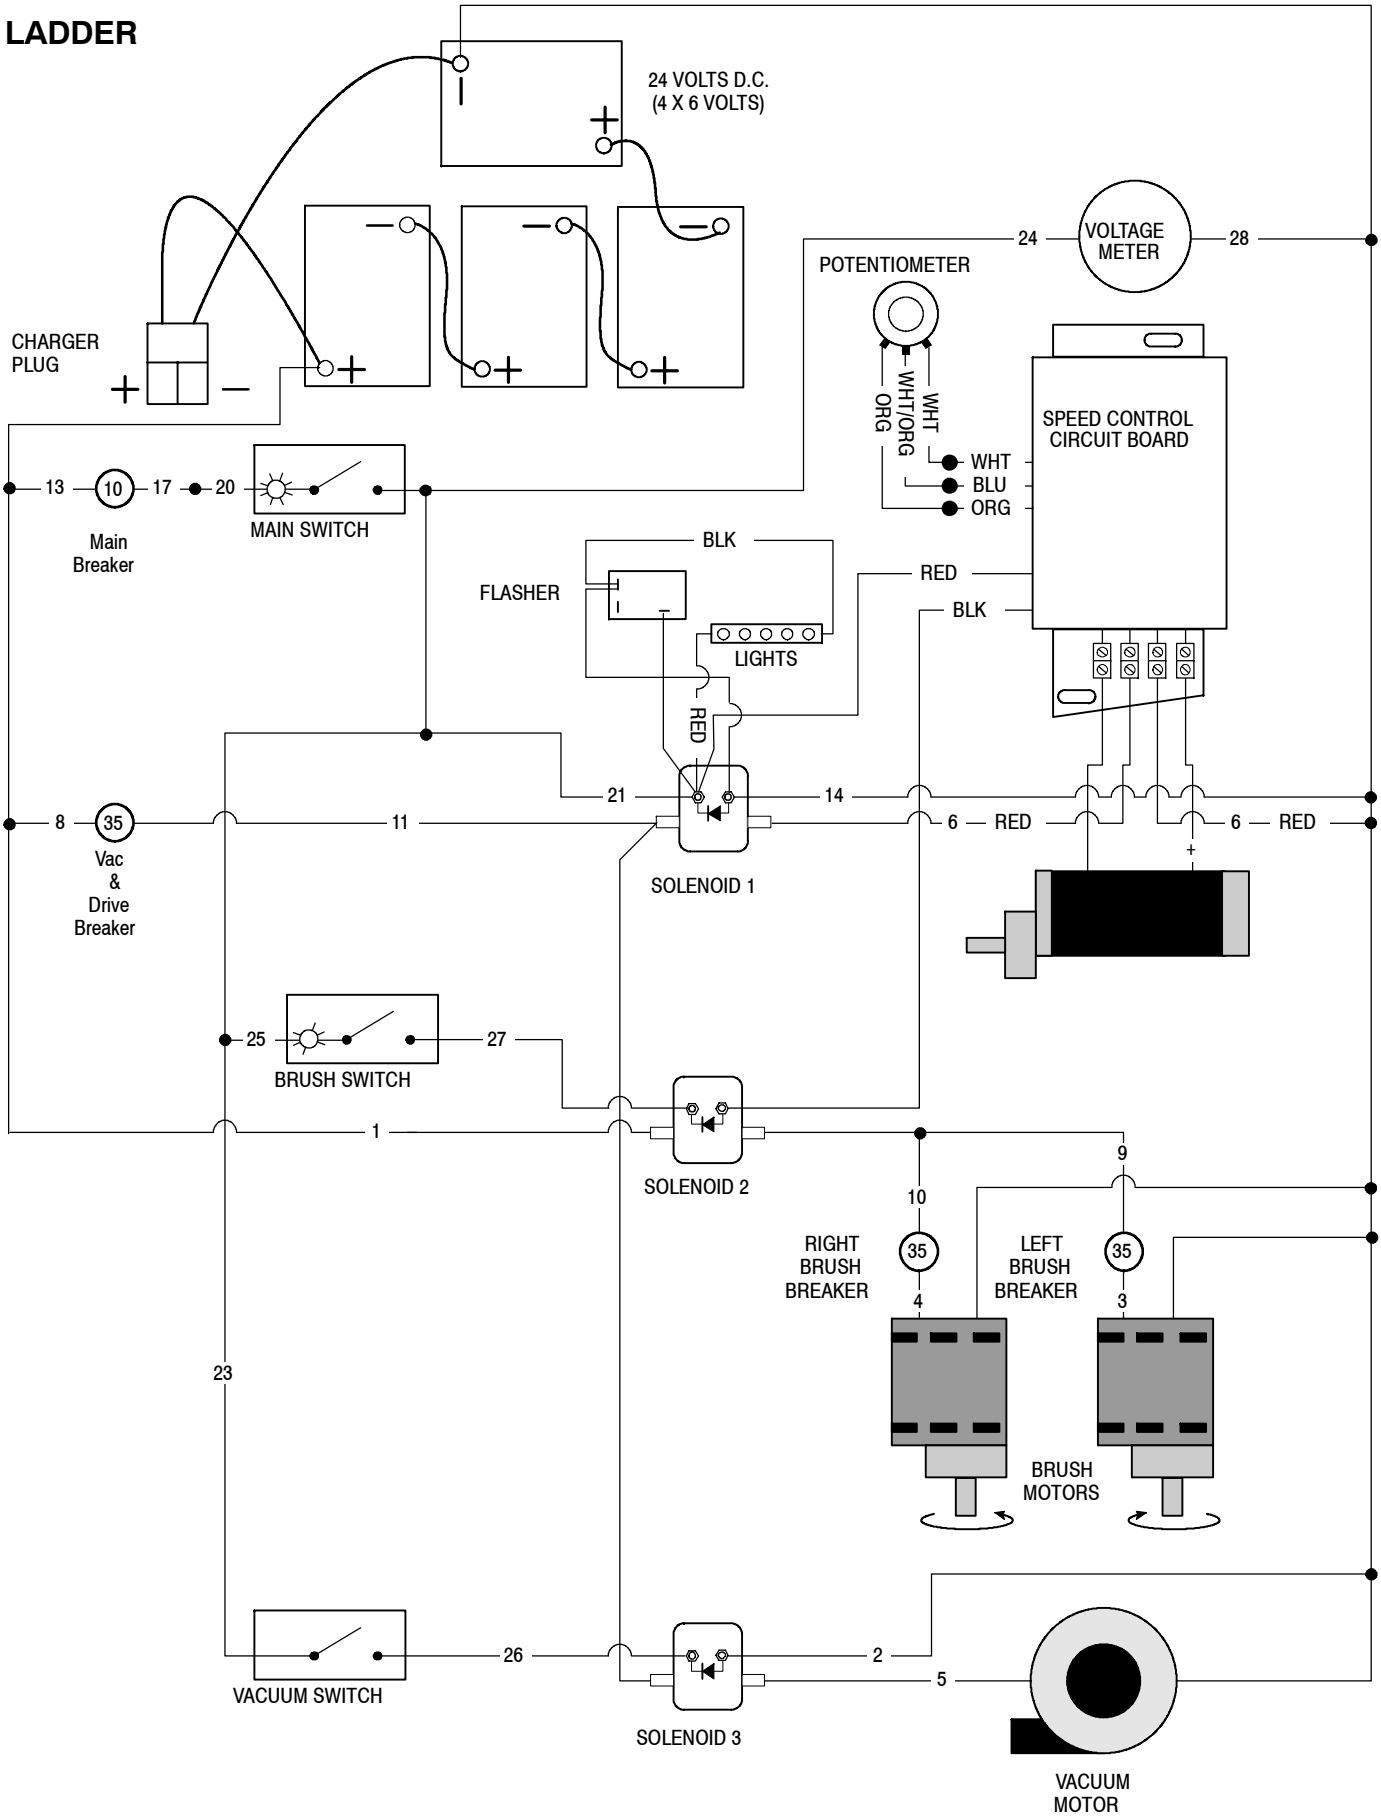 LADDER
24 VOLTS D.C.
(4 X 6 VOLTS)
VOLTAGE
METER
24
28
POTENTIOMETER
CHARGER
PLUG
+
−
ORG
WHT/ORG
WHT
SPEED CONTROL
CIRCUIT BOARD
WHT
BLU
ORG
13
10
17
20
MAIN SWITCH
Main
Breaker
BLK
FLASHER
RED
BLK
LIGHTS
RED
21
14
8
35
11
6
RED
6
RED
+
Vac
&
Drive
Breaker
SOLENOID 1
25
27
BRUSH SWITCH
1
SOLENOID 2
9
10
RIGHT
BRUSH
BREAKER
35
LEFT
BRUSH
BREAKER
35
4
3
23
BRUSH
MOTORS
26
2
5
VACUUM SWITCH
SOLENOID 3
VACUUM
MOTOR